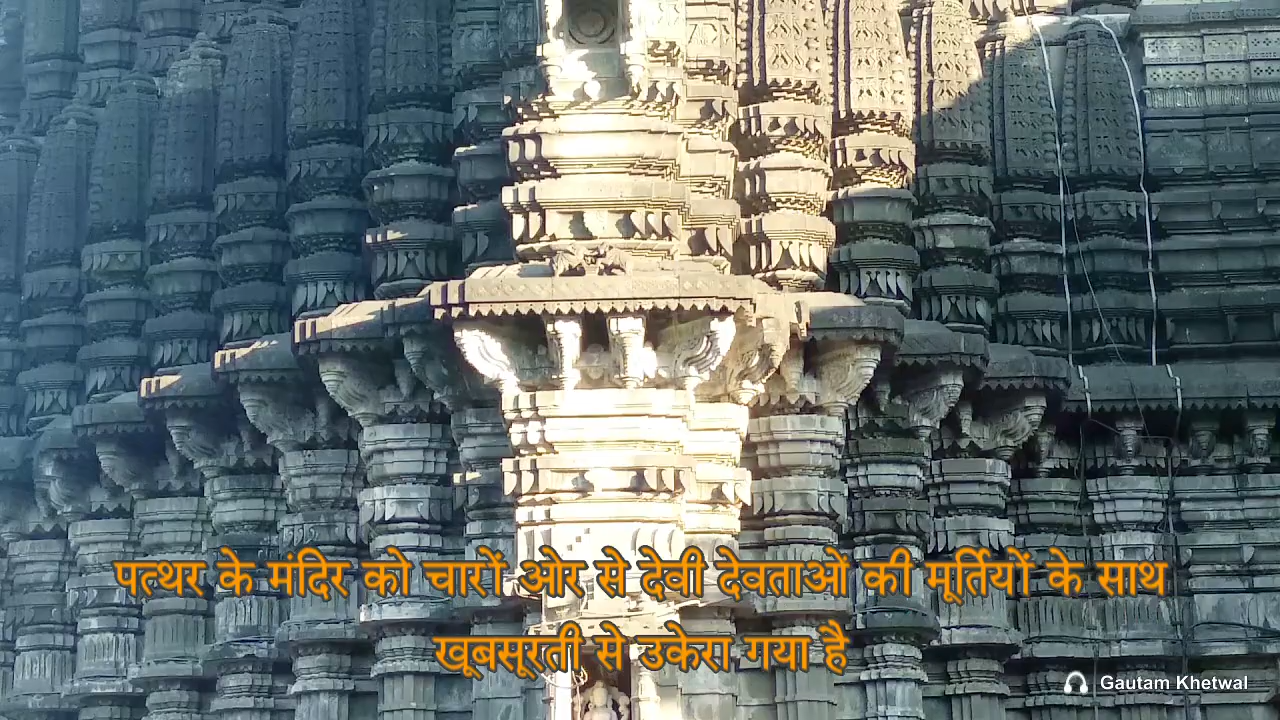 पत्थर के मंदिर को चारों ओर से देवी देवताओं की मूर्तियों के साथ
खूबसूरती से उकेरा गया है
Gautam Khetwal